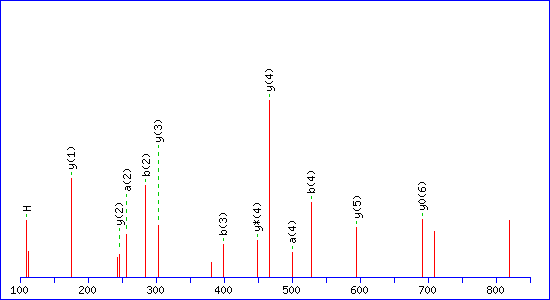 H
y(1)
y(2)
a(2)
b(2)
y(3)
b(3)
y*(4)
y(4)
a(4)
b(4)
y(5)
yo(6)
100 200 300 400 500 600 700 800